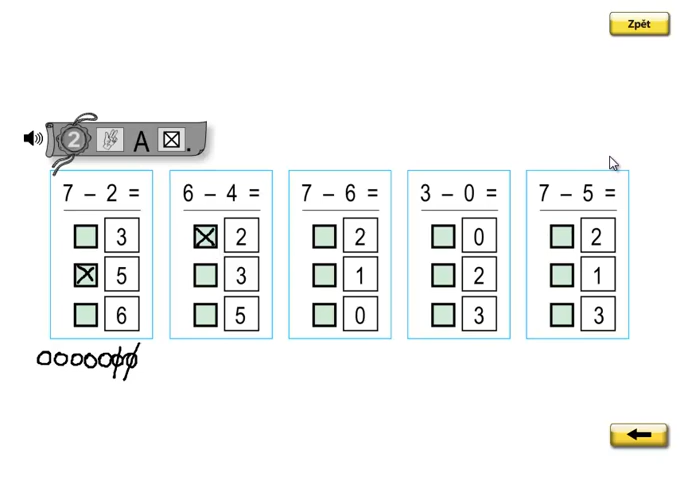 Zpět
2 A .
7 – 2 = 6 – 4 = 7 – 6 = 3 – 0 = 7 – 5 =
3 2 2 0 2
5 3 1 2 1
6 5 0 3 3